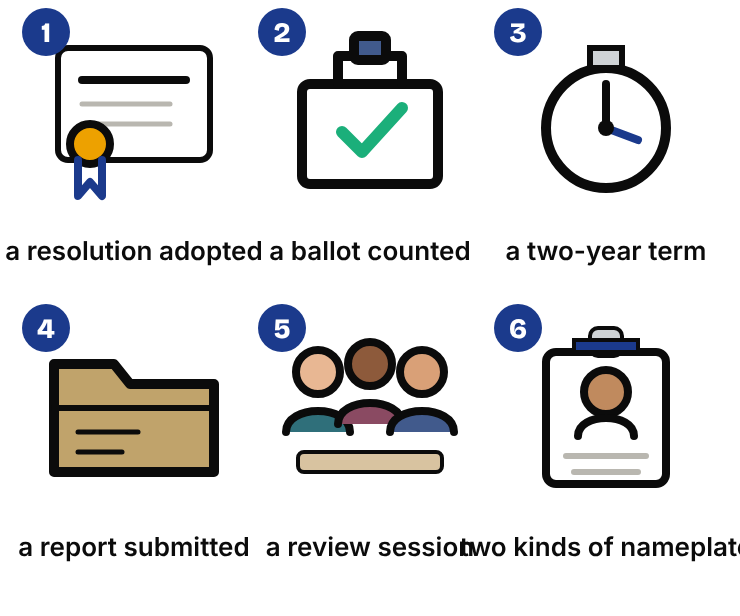 1
2
3
a resolution adopted
a ballot counted
a two-year term
4
5
6
a report submitted
a review session
two kinds of